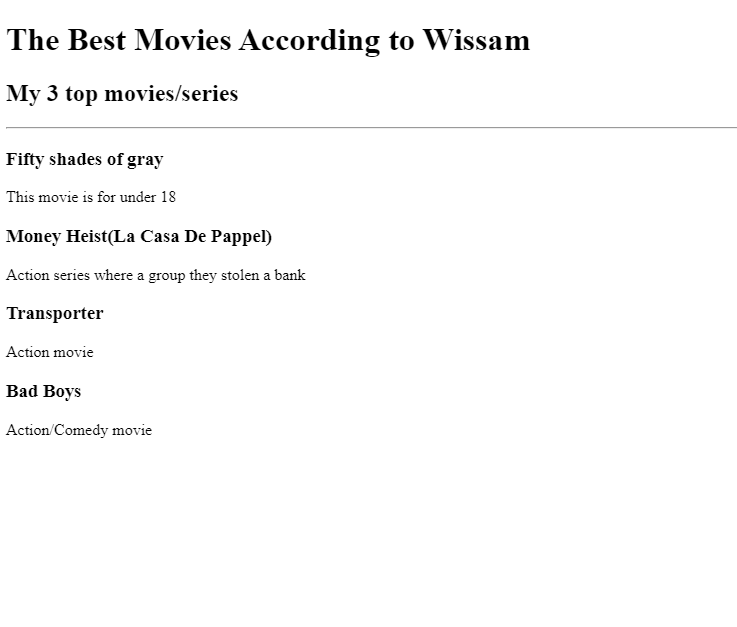 The Best Movies According to Wissam
My 3 top movies/series
Fifty shades of gray
This movie is for under 18
Money Heist(La Casa De Pappel)
Action series where a group they stolen a bank
Transporter
Action movie
Bad Boys
Action/Comedy movie